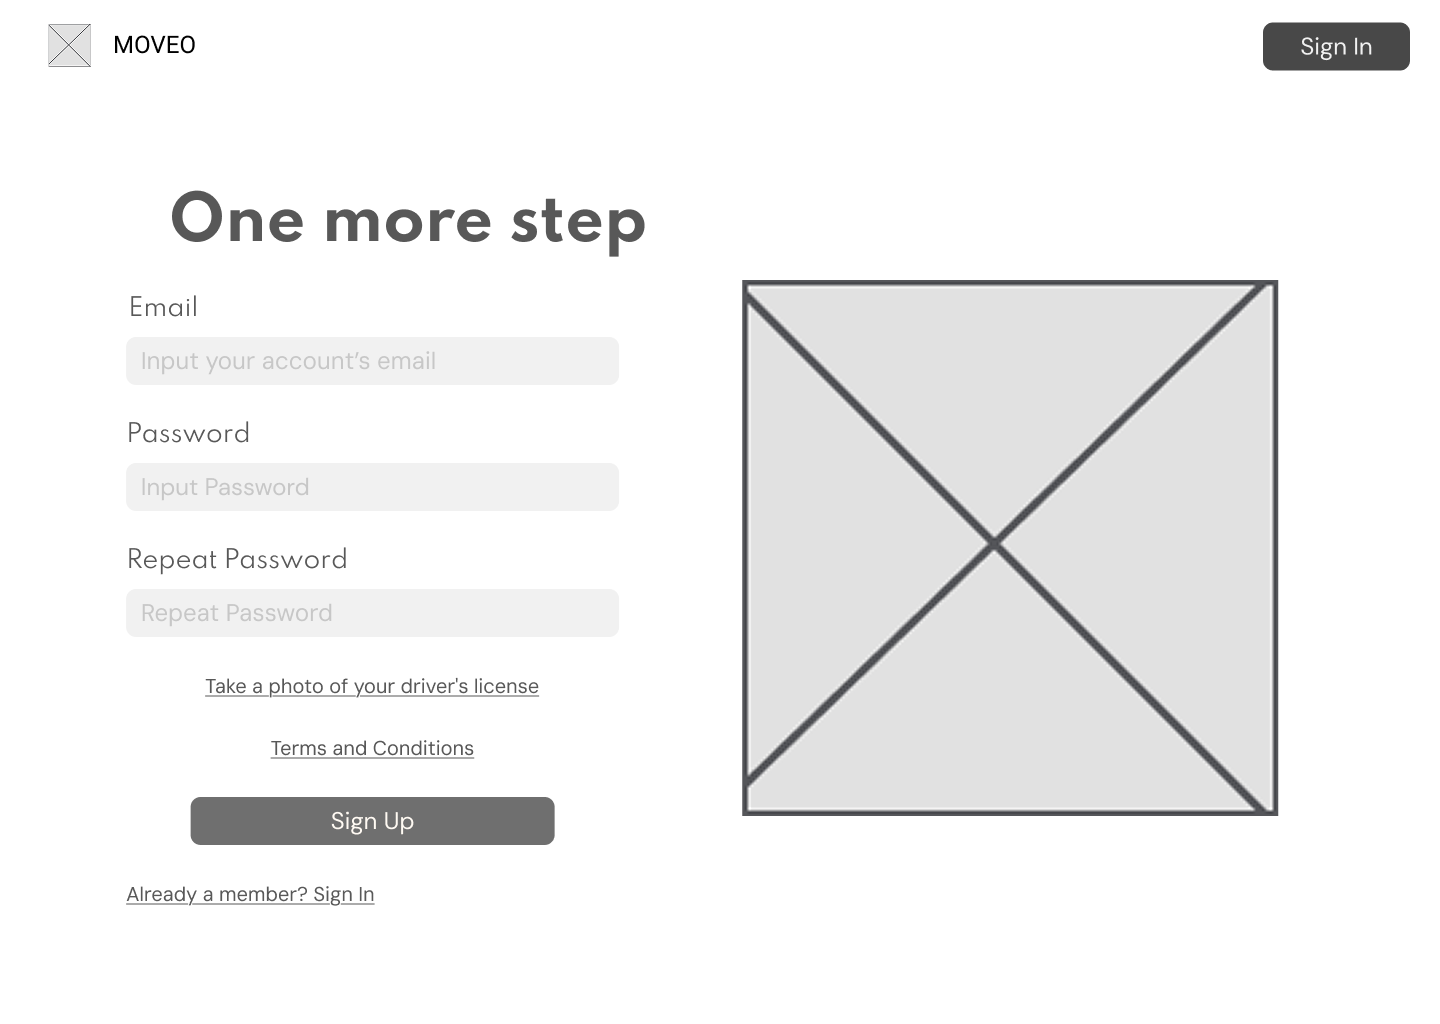 MOVEO
Sign In
One more step
Email
Input your account’s email
Password
Input Password
Repeat Password
Repeat Password
Take a photo of your driver's license
Terms and Conditions
Sign Up
Already a member? Sign In